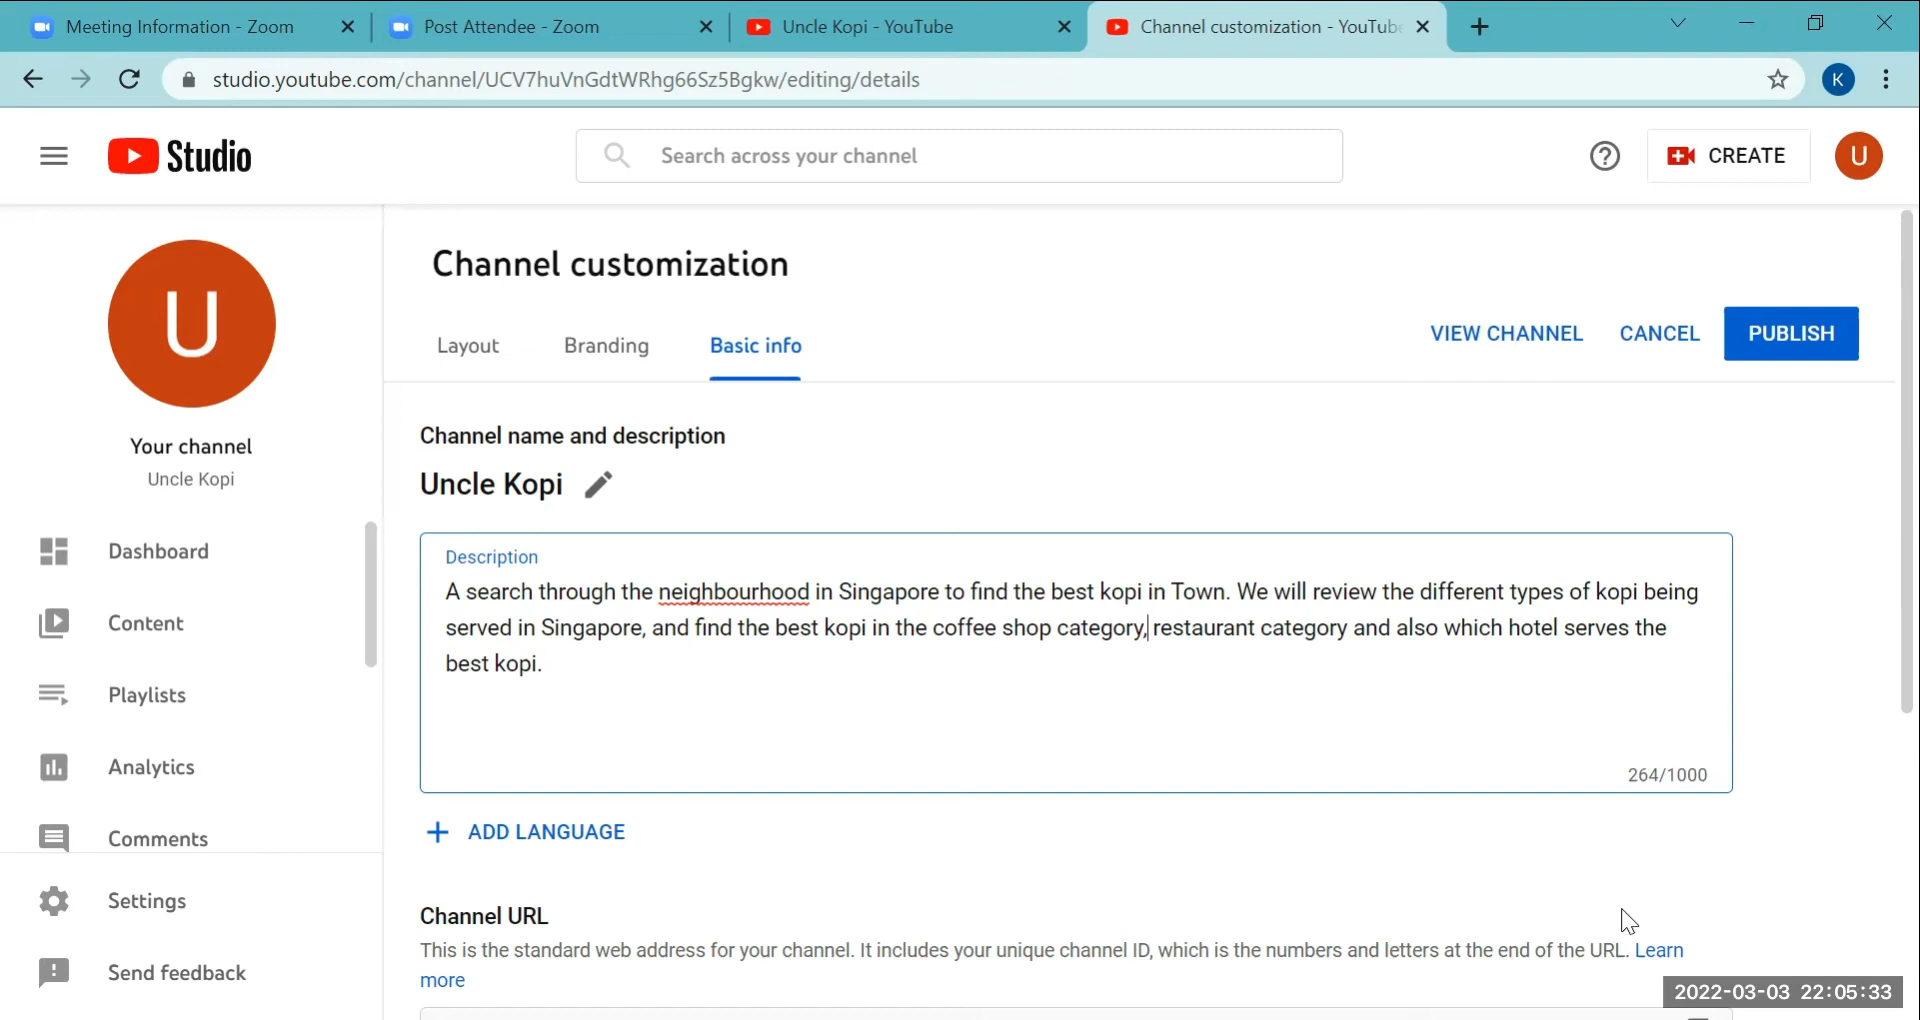 Meeting Information - Zoom
Post Attendee - Zoom
Uncle Kopi - YouTube
Channel customization - YouTube
studio.youtube.com/channel/UCV7huVnGdtWRhg66Sz5Bgkw/editing/details
K
Studio
Search across your channel
CREATE
U
U
Your channel
Uncle Kopi
Dashboard
Content
Playlists
Analytics
Comments
Settings
Send feedback
Channel customization
Layout
Branding
Basic info
VIEW CHANNEL
CANCEL
PUBLISH
Channel name and description
Uncle Kopi
Description
A search through the neighbourhood in Singapore to find the best kopi in Town. We will review the different types of kopi being
served in Singapore, and find the best kopi in the coffee shop category, restaurant category and also which hotel serves the
best kopi.
264/1000
ADD LANGUAGE
Channel URL
This is the standard web address for your channel. It includes your unique channel ID, which is the numbers and letters at the end of the URL. Learn
more
2022-03-03 22:05:33